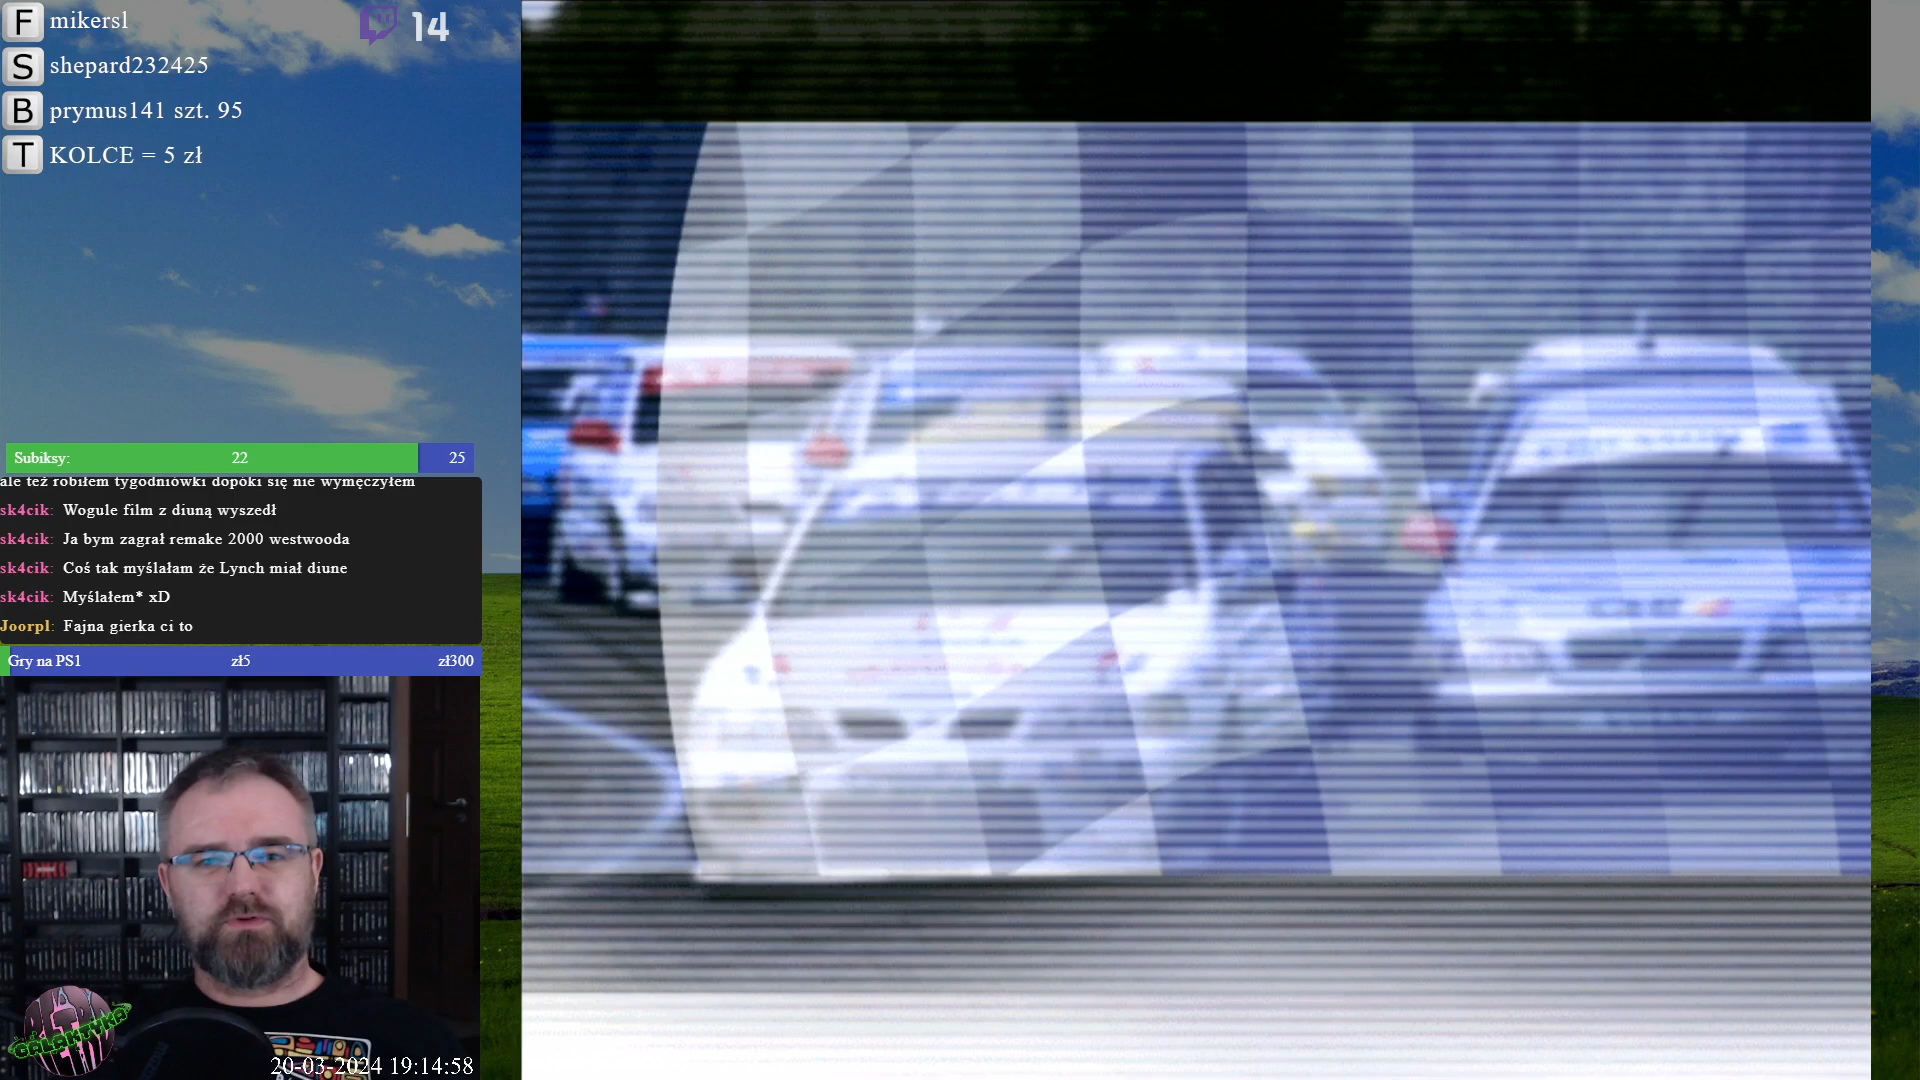 F mikersl
14
S shepard232425
B prymus141 szt. 95
T KOLCE = 5 zł
Subiksy: 22 25
ale też robiłem tygodniówki dopóki się nie wymęczyłem
sk4cik: Wogule film z diuną wyszedł
sk4cik: Ja bym zagrał remake 2000 westwooda
sk4cik: Coś tak myślałam że Lynch miał diune
sk4cik: Myślałem* xD
Joorpl: Fajna gierka ci to
Gry na PS1 zł5 zł300
GALAKTYKA
20-03-2024 19:14:58